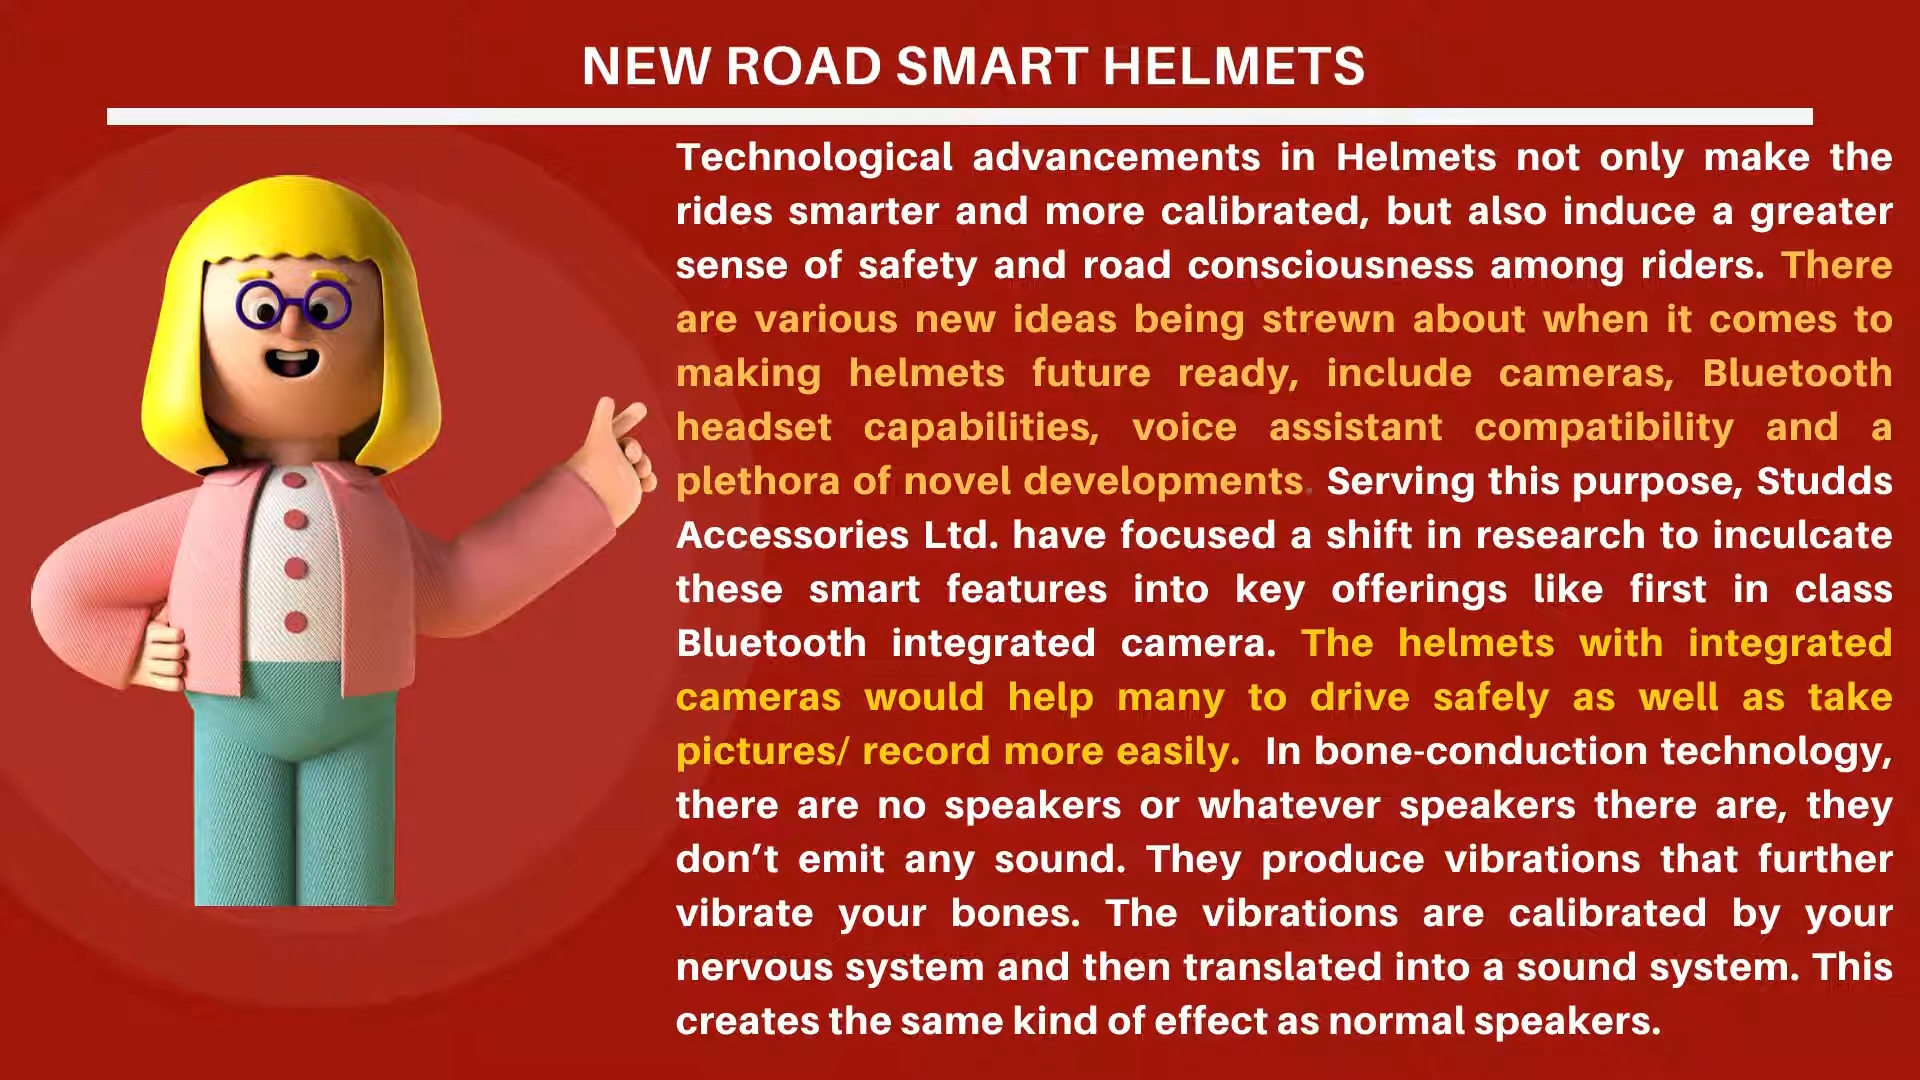 NEW ROAD SMART HELMETS
Technological advancements in Helmets not only make the
rides smarter and more calibrated, but also induce a greater
sense of safety and road consciousness among riders. There
are various new ideas being strewn about when it comes to
making helmets future ready, include cameras, Bluetooth
headset capabilities, voice assistant compatibility and a
plethora of novel developments. Serving this purpose, Studds
Accessories Ltd. have focused a shift in research to inculcate
these smart features into key offerings like first in class
Bluetooth integrated camera. The helmets with integrated
cameras would help many to drive safely as well as take
pictures/ record more easily. In bone-conduction technology,
there are no speakers or whatever speakers there are, they
don’t emit any sound. They produce vibrations that further
vibrate your bones. The vibrations are calibrated by your
nervous system and then translated into a sound system. This
creates the same kind of effect as normal speakers.